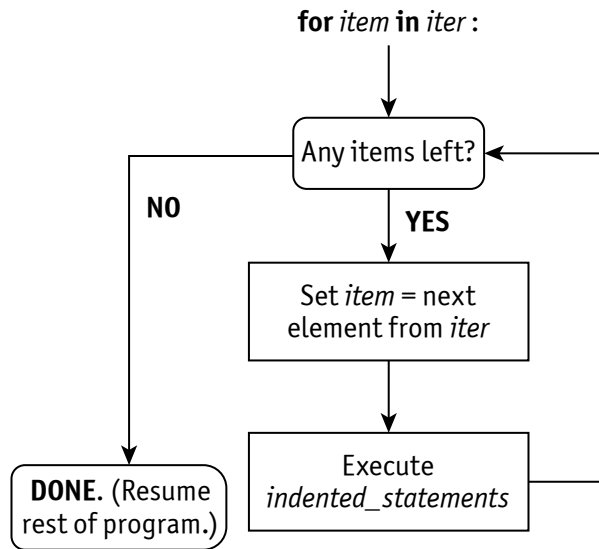 for item in iter :
Any items left?
NO
YES
Set item = next
element from iter
Execute
indented_statements
DONE. (Resume
rest of program.)